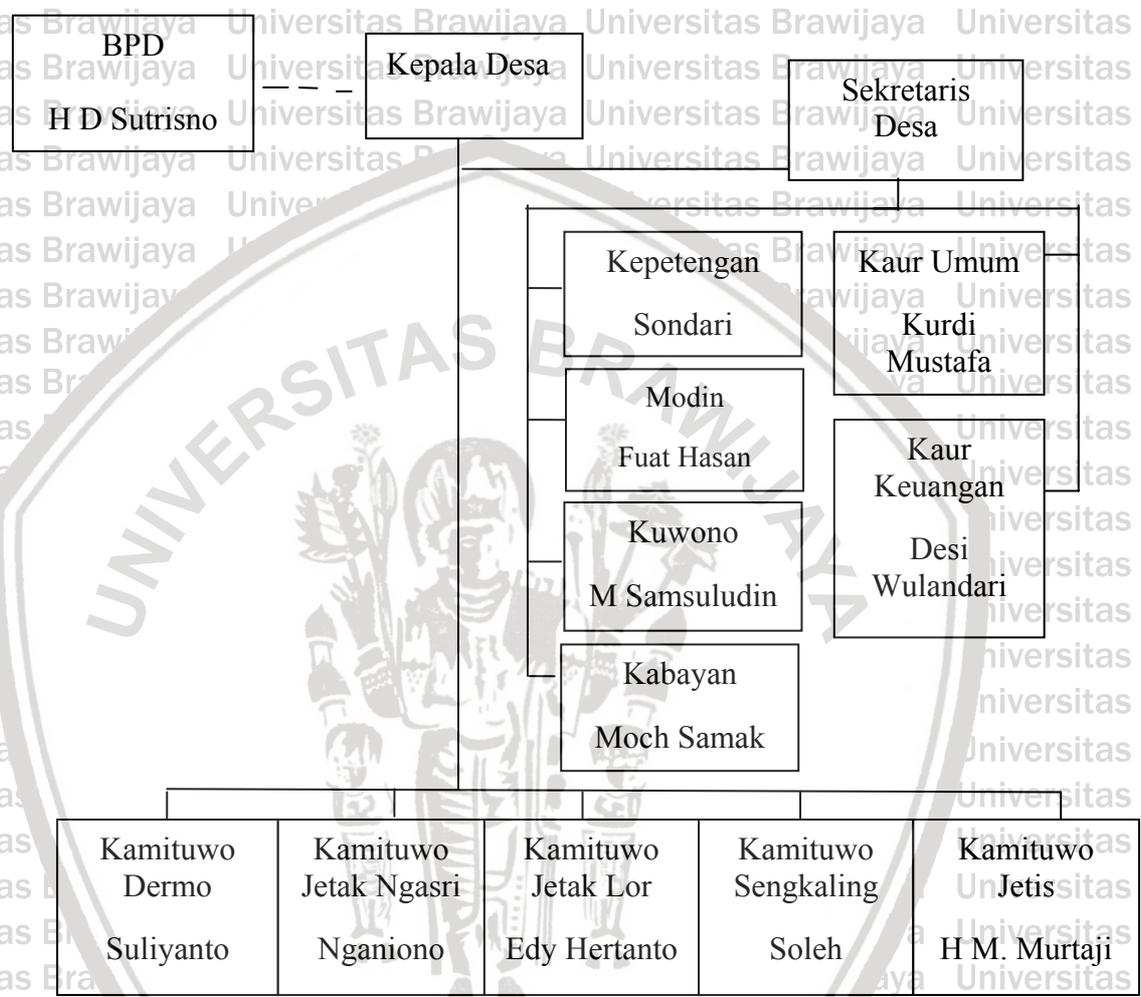 BPD
H D Sutrisno
Kepala Desa
Sekretaris
Desa
Kepetengan
Sondari
Kaur Umum
Kurdi
Mustafa
Modin
Fuat Hasan
Kaur
Keuangan
Desi
Wulandari
Kuwono
M Samsuludin
Kabayan
Moch Samak
Kamituwo
Dermo
Suliyanto
Kamituwo
Jetak Ngasri
Nganiono
Kamituwo
Jetak Lor
Edy Hertanto
Kamituwo
Sengkaling
Soleh
Kamituwo
Jetis
H M. Murtaji
UNIVERSITAS BRAWIJAYA